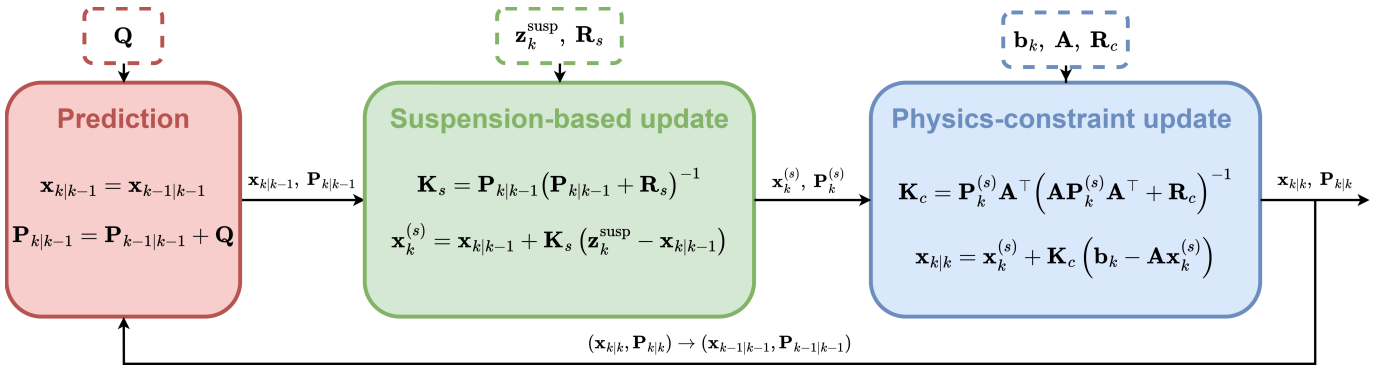 Q
Prediction
x_{k|k-1} = x_{k-1|k-1}
P_{k|k-1} = P_{k-1|k-1} + Q
x_{k|k-1}, P_{k|k-1}
z_k^{susp}, R_s
Suspension-based update
K_s = P_{k|k-1}(P_{k|k-1} + R_s)^{-1}
x_k^{(s)} = x_{k|k-1} + K_s (z_k^{susp} − x_{k|k-1})
x_k^{(s)}, P_k^{(s)}
b_k, A, R_c
Physics-constraint update
K_c = P_k^{(s)} A^⊤ (A P_k^{(s)} A^⊤ + R_c)^{-1}
x_{k|k} = x_k^{(s)} + K_c (b_k − A x_k^{(s)})
x_{k|k}, P_{k|k}
(x_{k|k}, P_{k|k}) → (x_{k-1|k-1}, P_{k-1|k-1})